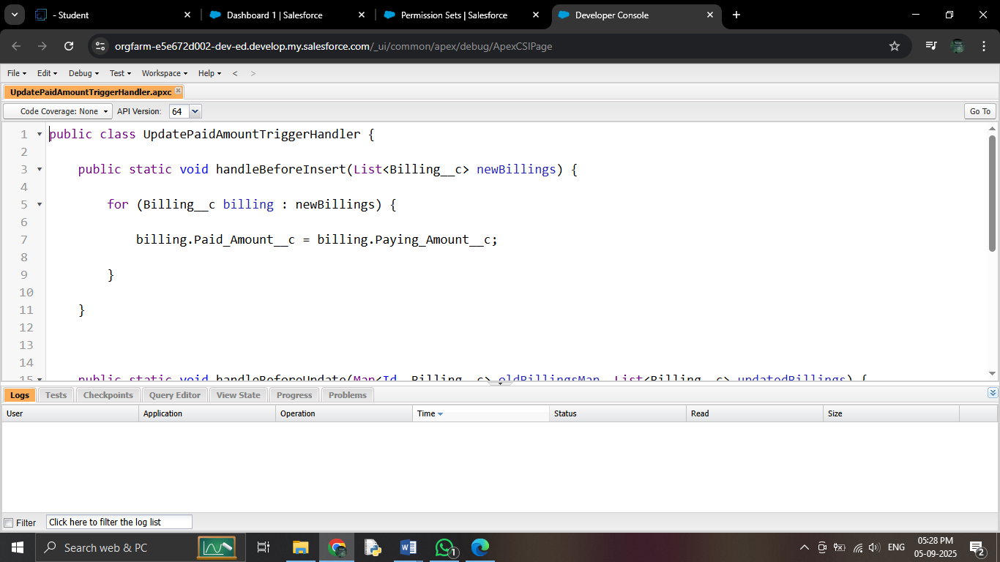 - Student
Dashboard 1 | Salesforce
Permission Sets | Salesforce
Developer Console
orgfarm-e5e672d002-dev-ed.develop.my.salesforce.com/_ui/common/apex/debug/ApexCSIPage
File Edit Debug Test Workspace Help < >
UpdatePaidAmountTriggerHandler.apxc
Code Coverage: None API Version: 64 Go To
1 public class UpdatePaidAmountTriggerHandler {
2
3 public static void handleBeforeInsert(List<Billing__c> newBillings) {
4
5 for (Billing__c billing : newBillings) {
6
7 billing.Paid_Amount__c = billing.Paying_Amount__c;
8
9 }
10
11 }
12
13
14
15 public static void handleBeforeUpdate(Map<Id, Billing__c> oldBillingsMap, List<Billing__c> updatedBillings) {
Logs Tests Checkpoints Query Editor View State Progress Problems
User Application Operation Time Status Read Size
Filter Click here to filter the log list
Search web & PC
1
ENG
05:28 PM
05-09-2025
2